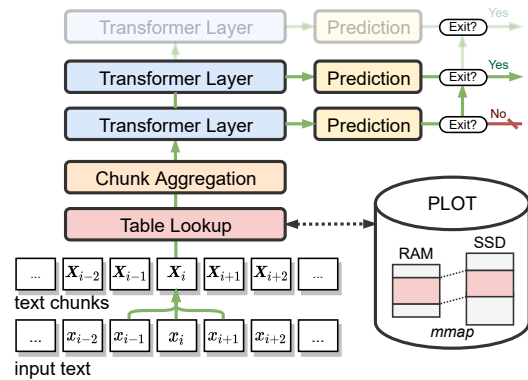 Transformer Layer Prediction Exit? Yes
Transformer Layer Prediction Exit? Yes
Transformer Layer Prediction Exit? No
Chunk Aggregation
Table Lookup
PLOT
RAM SSD
mmap
... X_{i-2} X_{i-1} X_i X_{i+1} X_{i+2} ...
text chunks
... x_{i-2} x_{i-1} x_i x_{i+1} x_{i+2} ...
input text